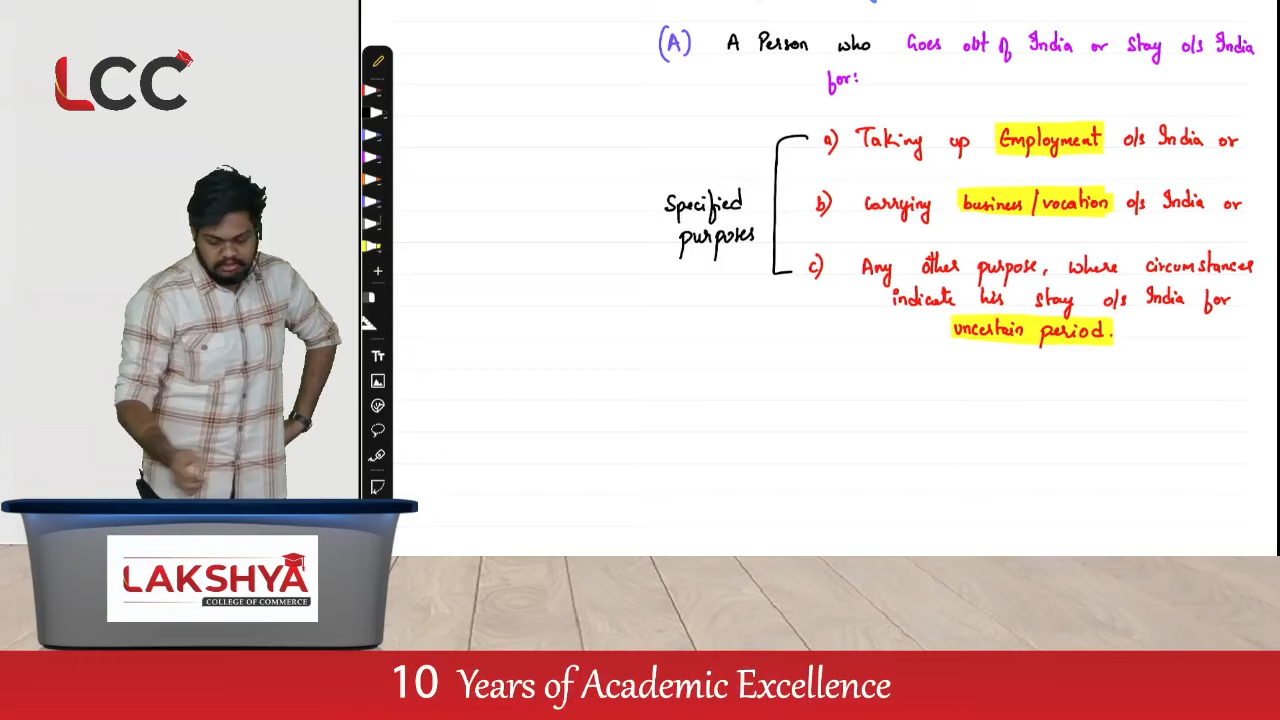 LCC
(A) A Person who Goes out of India or stay o/s India
for:
a) Taking up Employment o/s India or
Specified
purposes
b) Carrying business / vocation o/s India or
c) Any other purpose, where circumstances
indicate his stay o/s India for
uncertain period.
TT
LAKSHYA
COLLEGE OF COMMERCE
10 Years of Academic Excellence